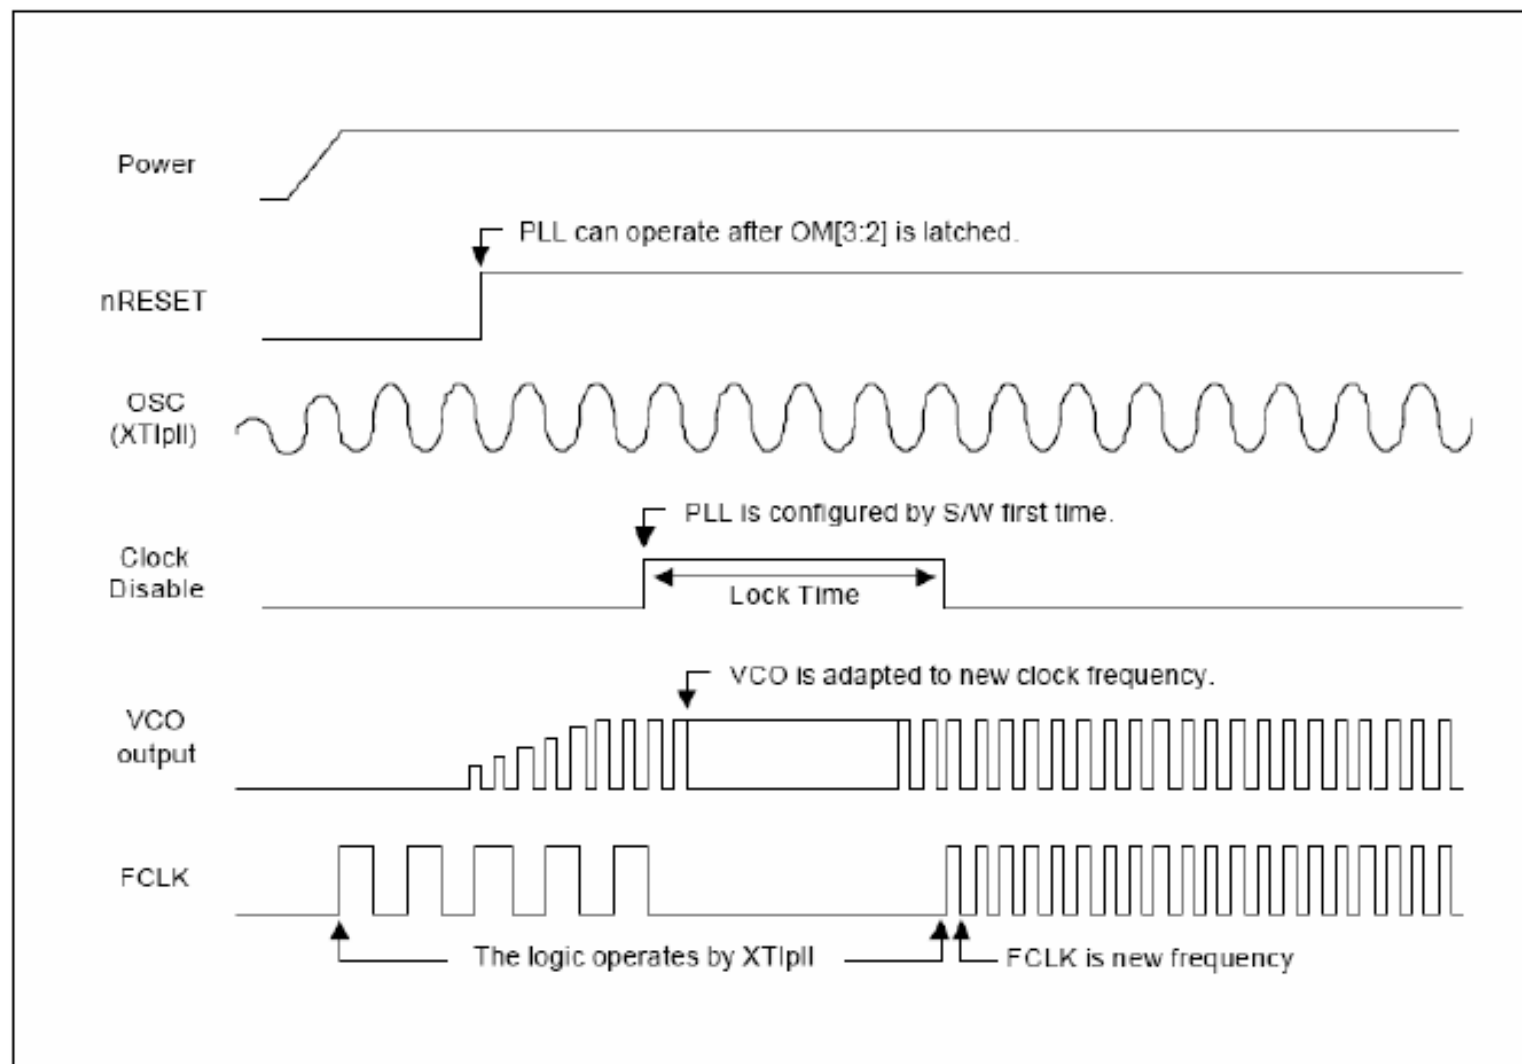 Power
PLL can operate after OM[3:2] is latched.
nRESET
OSC
(XTIpll)
PLL is configured by S/W first time.
Clock
Disable
Lock Time
VCO is adapted to new clock frequency.
VCO
output
FCLK
The logic operates by XTIpll
FCLK is new frequency